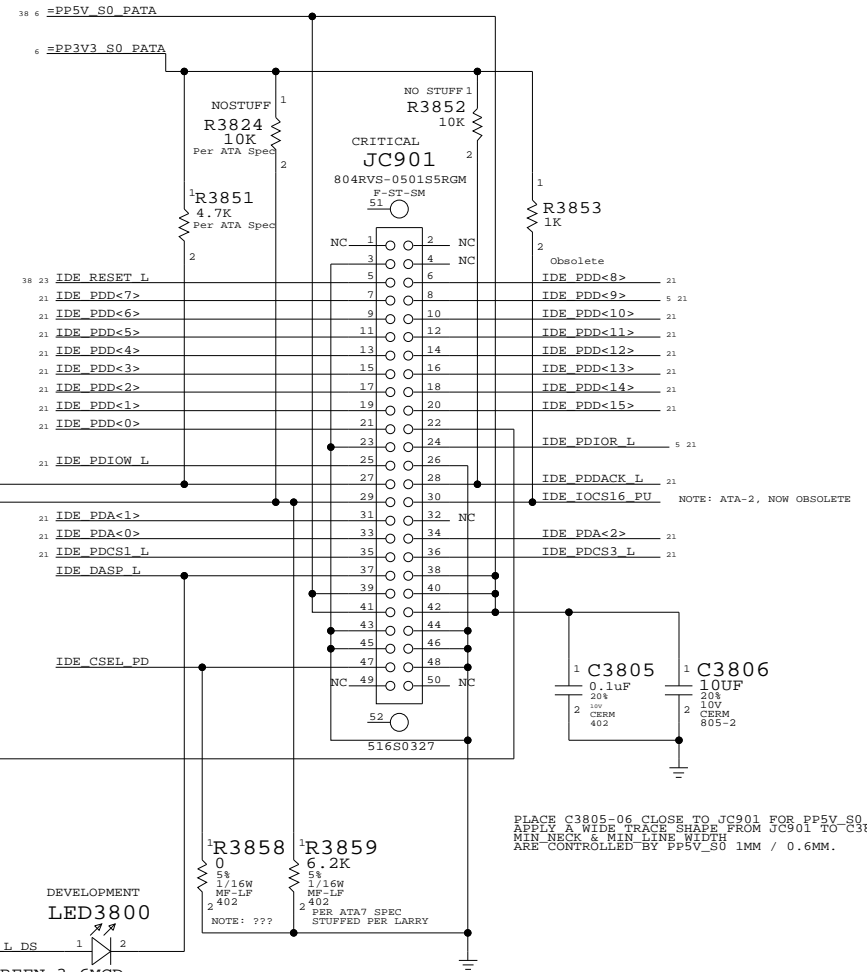 38 6 =PP5V_S0_PATA
6 =PP3V3_S0_PATA
NOSTUFF 1
R3824
10K
Per ATA Spec
2
NO STUFF 1
R3852
10K
2
CRITICAL
JC901
804RVS-0501S5RGM
F-ST-SM
51
1 R3851
4.7K
Per ATA Spec
2
1
R3853
1K
2
Obsolete
NC 1 2 NC
3 4 NC
38 23 IDE_RESET_L 5 6 IDE_PDD<8> 21
21 IDE_PDD<7> 7 8 IDE_PDD<9> 5 21
21 IDE_PDD<6> 9 10 IDE_PDD<10> 21
21 IDE_PDD<5> 11 12 IDE_PDD<11> 21
21 IDE_PDD<4> 13 14 IDE_PDD<12> 21
21 IDE_PDD<3> 15 16 IDE_PDD<13> 21
21 IDE_PDD<2> 17 18 IDE_PDD<14> 21
21 IDE_PDD<1> 19 20 IDE_PDD<15> 21
21 IDE_PDD<0> 21 22
23 24 IDE_PDIOR_L 5 21
21 IDE_PDIOW_L 25 26
27 28 IDE_PDDACK_L 21
29 30 IDE_IOCS16_PU NOTE: ATA-2, NOW OBSOLETE
21 IDE_PDA<1> 31 32 NC
21 IDE_PDA<0> 33 34 IDE_PDA<2> 21
21 IDE_PDCS1_L 35 36 IDE_PDCS3_L 21
IDE_DASP_L 37 38
39 40
41 42
43 44
45 46
IDE_CSEL_PD 47 48
NC 49 50 NC
52
516S0327
1 C3805
0.1uF
20%
10V
2 CERM
402
1 C3806
10UF
20%
10V
2 CERM
805-2
PLACE C3805-06 CLOSE TO JC901 FOR PP5V_S0
APPLY A WIDE TRACE SHAPE FROM JC901 TO C38
MIN_NECK & MIN_LINE_WIDTH
ARE CONTROLLED BY PP5V_S0 1MM / 0.6MM.
1 R3858
0
5%
1/16W
MF-LF
2 402
NOTE: ???
1 R3859
6.2K
5%
1/16W
MF-LF
2 402
PER ATA7 SPEC
STUFFED PER LARRY
DEVELOPMENT
LED3800
L_DS 1 2